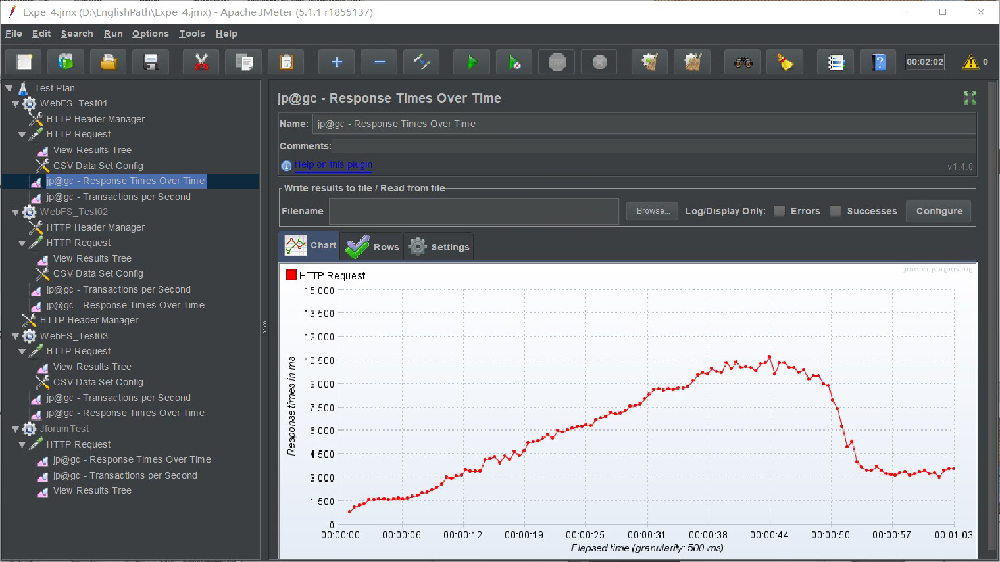 Expe_4.jmx (D:\EnglishPath\Expe_4.jmx) - Apache JMeter (5.1.1 r1855137)
File Edit Search Run Options Tools Help
STOP
00:02:02
0
Test Plan
WebFS_Test01
HTTP Header Manager
HTTP Request
View Results Tree
CSV Data Set Config
jp@gc - Response Times Over Time
jp@gc - Transactions per Second
WebFS_Test02
HTTP Header Manager
HTTP Request
View Results Tree
CSV Data Set Config
jp@gc - Transactions per Second
jp@gc - Response Times Over Time
HTTP Header Manager
WebFS_Test03
HTTP Request
View Results Tree
CSV Data Set Config
jp@gc - Transactions per Second
jp@gc - Response Times Over Time
JforumTest
HTTP Request
jp@gc - Response Times Over Time
jp@gc - Transactions per Second
View Results Tree
jp@gc - Response Times Over Time
Name: jp@gc - Response Times Over Time
Comments:
Help on this plugin
v1.4.0
Write results to file / Read from file
Filename Browse... Log/Display Only: Errors Successes Configure
Chart Rows Settings
jmeter-plugins.org
HTTP Request
15 000
13 500
12 000
10 500
9 000
7 500
6 000
4 500
3 000
1 500
0
Response times in ms
00:00:00 00:00:06 00:00:12 00:00:19 00:00:25 00:00:31 00:00:38 00:00:44 00:00:50 00:00:57 00:01:03
Elapsed time (granularity: 500 ms)